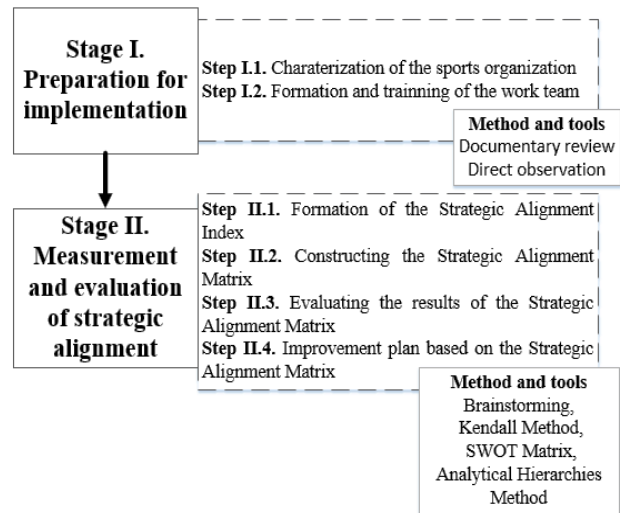 Stage I.
Preparation for
implementation
Step I.1. Charaterization of the sports organization
Step I.2. Formation and trainning of the work team
Method and tools
Documentary review
Direct observation
Stage II.
Measurement
and evaluation
of strategic
alignment
Step II.1. Formation of the Strategic Alignment
Index
Step II.2. Constructing the Strategic Alignment
Matrix
Step II.3. Evaluating the results of the Strategic
Alignment Matrix
Step II.4. Improvement plan based on the Strategic
Alignment Matrix
Method and tools
Brainstorming,
Kendall Method,
SWOT Matrix,
Analytical Hierarchies
Method